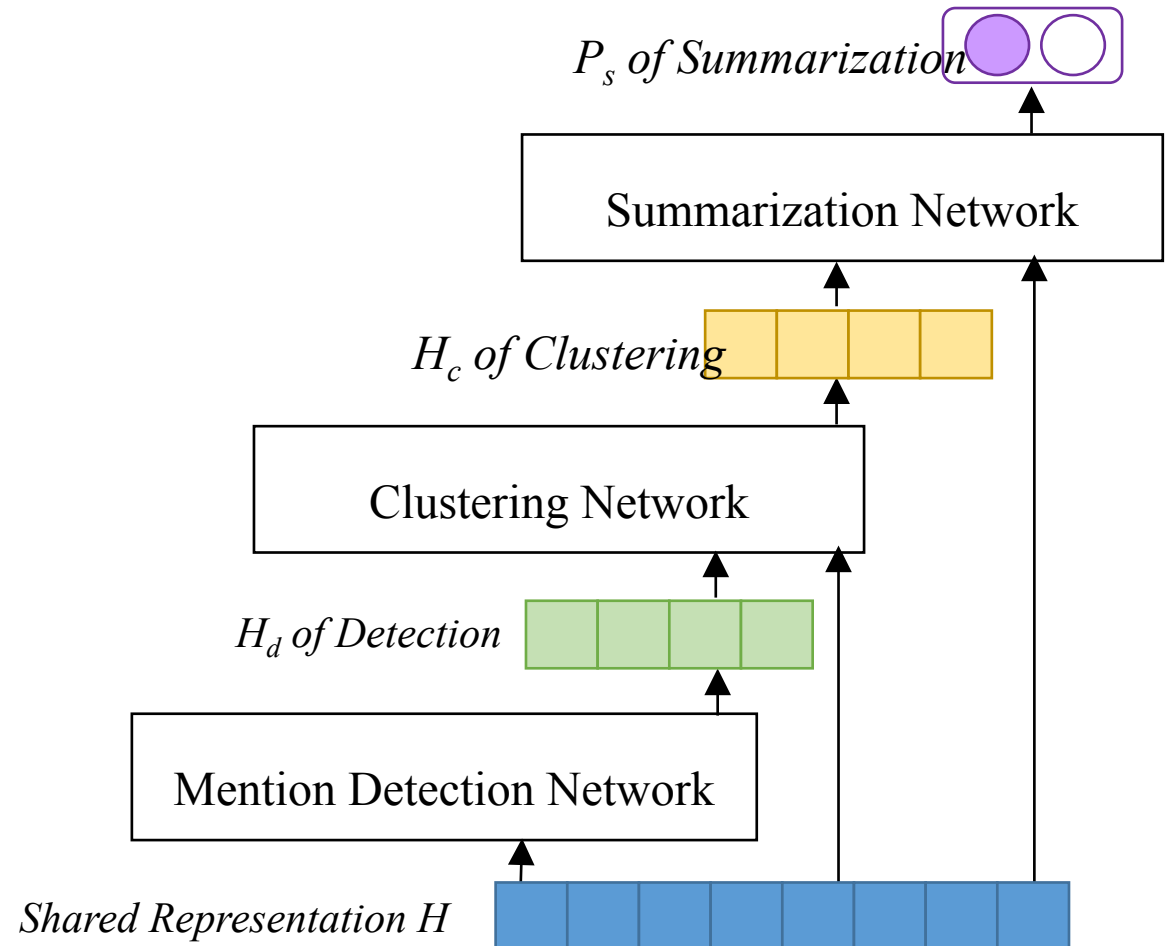 P_s of Summarization
Summarization Network
H_c of Clustering
Clustering Network
H_d of Detection
Mention Detection Network
Shared Representation H